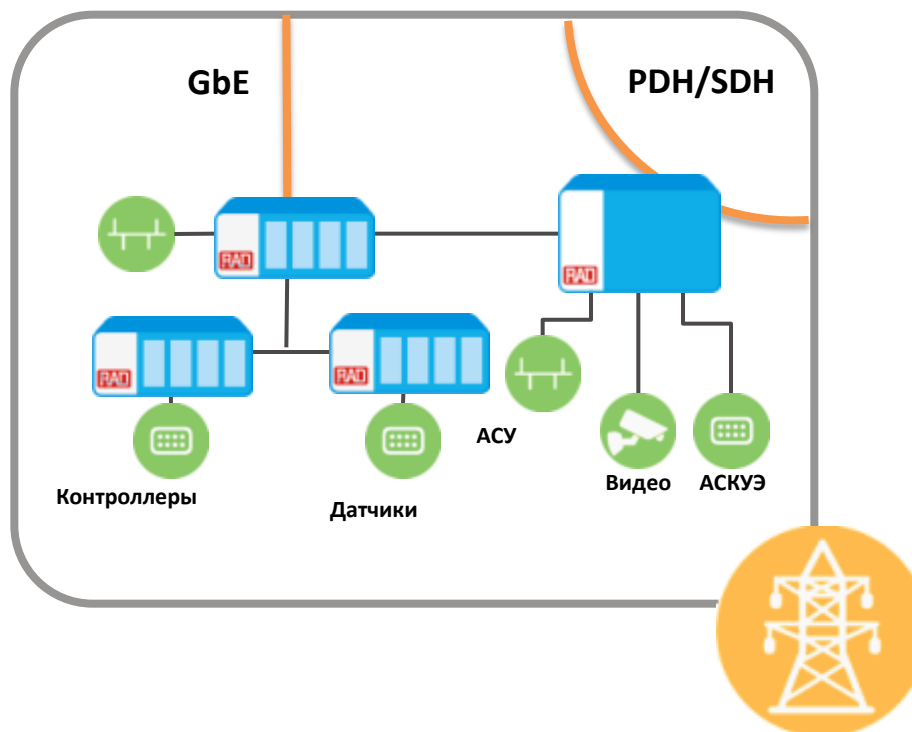 GbE
PDH/SDH
RAD
RAD
RAD
RAD
АСУ
Видео
АСКУЭ
Контроллеры
Датчики